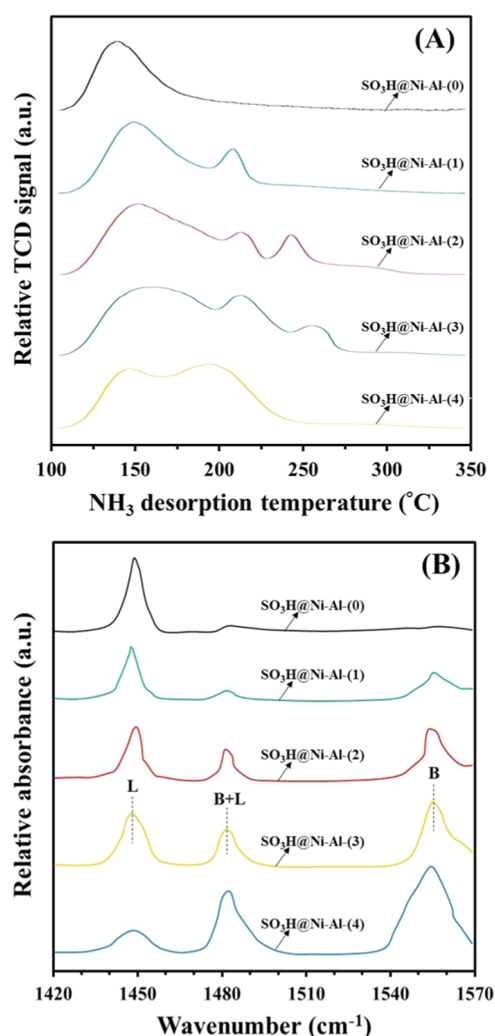 (A)
Relative TCD signal (a.u.)
SO₃H@Ni-Al-(0)
SO₃H@Ni-Al-(1)
SO₃H@Ni-Al-(2)
SO₃H@Ni-Al-(3)
SO₃H@Ni-Al-(4)
100 150 200 250 300 350
NH₃ desorption temperature (°C)
(B)
Relative absorbance (a.u.)
SO₃H@Ni-Al-(0)
SO₃H@Ni-Al-(1)
SO₃H@Ni-Al-(2)
L B+L B
SO₃H@Ni-Al-(3)
SO₃H@Ni-Al-(4)
1420 1450 1480 1510 1540 1570
Wavenumber (cm⁻¹)